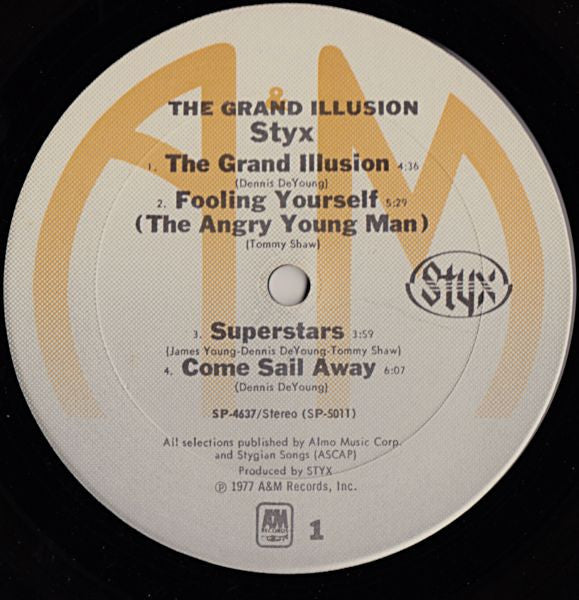 A&M
THE GRAND ILLUSION
Styx
1. The Grand Illusion 4:36
(Dennis DeYoung)
2. Fooling Yourself 5:29
(The Angry Young Man)
(Tommy Shaw)
Styx
3. Superstars 3:59
(James Young-Dennis DeYoung-Tommy Shaw)
4. Come Sail Away 6:07
(Dennis DeYoung)
SP-4637/Stereo (SP-5011)
All selections published by Almo Music Corp.
and Stygian Songs (ASCAP)
Produced by STYX
℗ 1977 A&M Records, Inc.
A&M
RECORDS
1